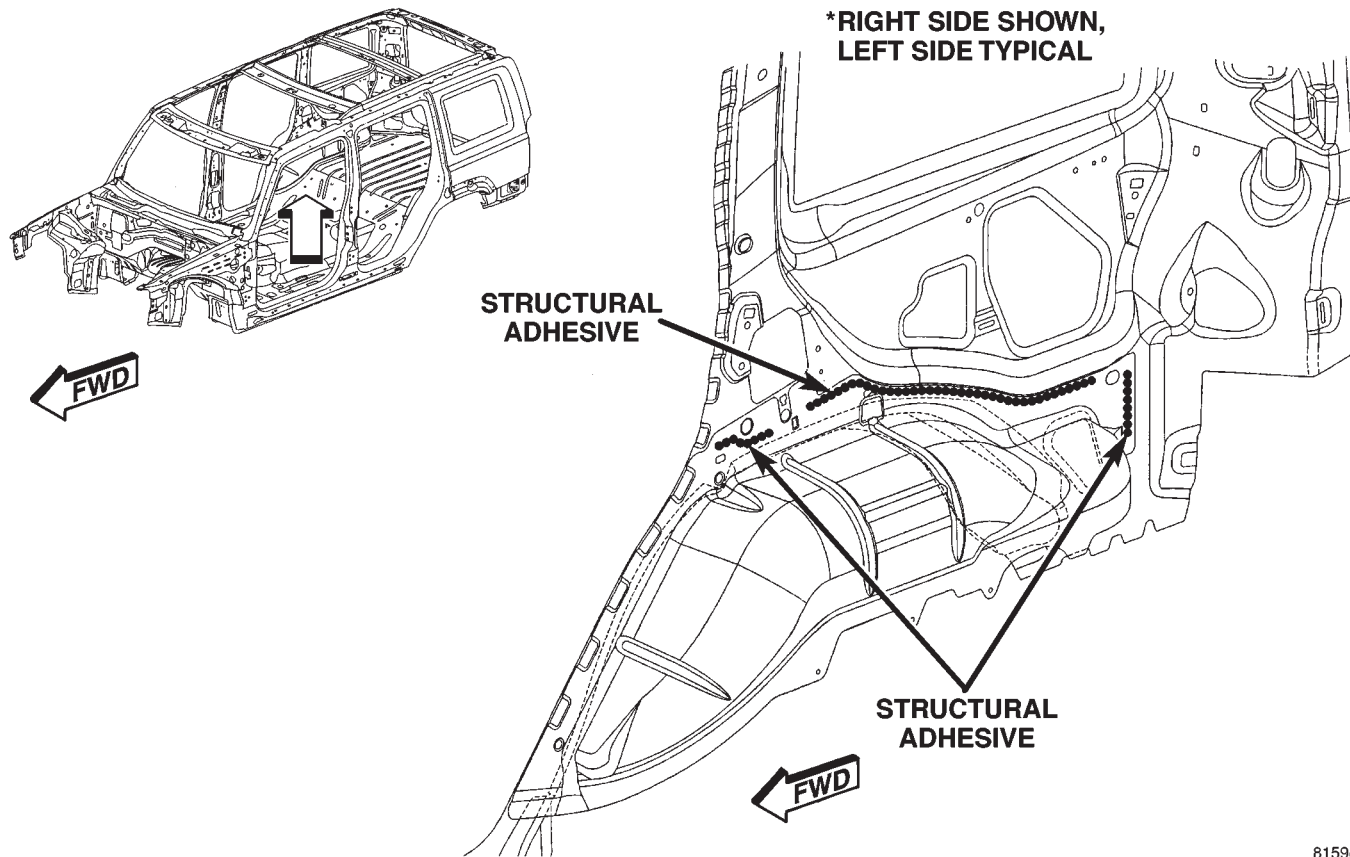 *RIGHT SIDE SHOWN,
LEFT SIDE TYPICAL
STRUCTURAL
ADHESIVE
FWD
STRUCTURAL
ADHESIVE
FWD